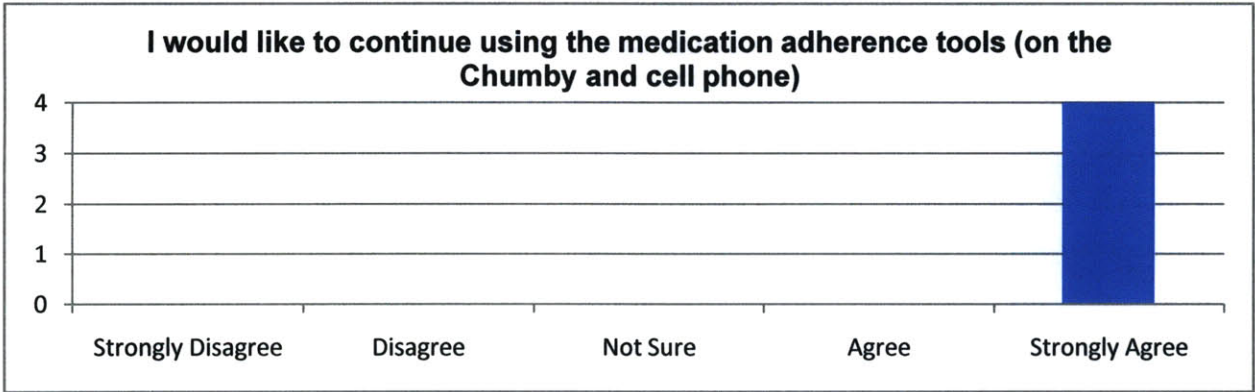 I would like to continue using the medication adherence tools (on the
Chumby and cell phone)
4
3
2
1
0
Strongly Disagree Disagree Not Sure Agree Strongly Agree